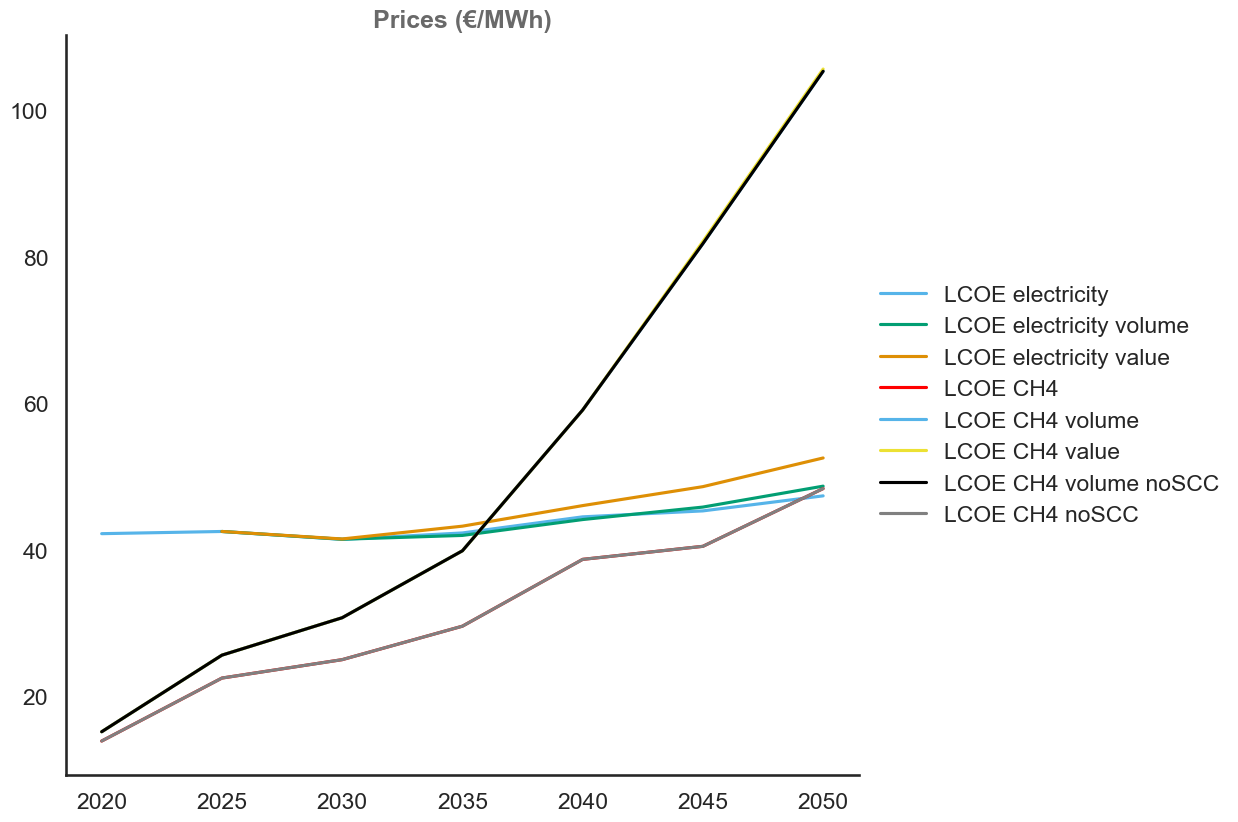 Prices (€/MWh)
100
80
60
40
20
2020 2025 2030 2035 2040 2045 2050
LCOE electricity
LCOE electricity volume
LCOE electricity value
LCOE CH4
LCOE CH4 volume
LCOE CH4 value
LCOE CH4 volume noSCC
LCOE CH4 noSCC